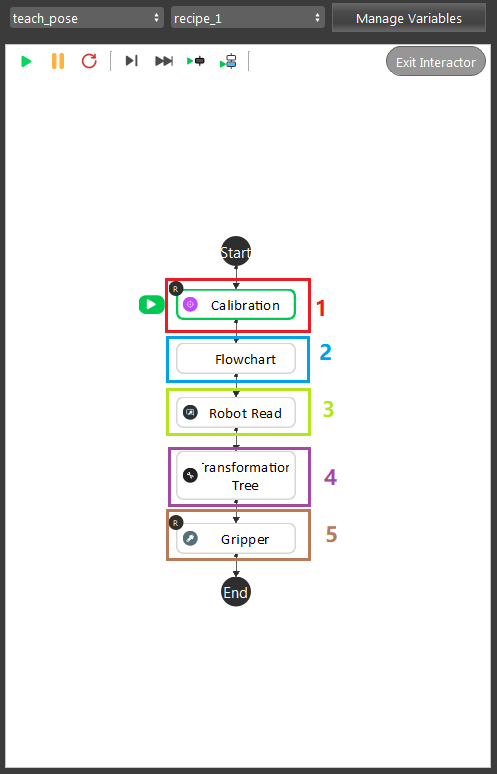 teach_pose recipe_1 Manage Variables
Exit Interactor
Start
R
Calibration 1
Flowchart 2
Robot Read 3
Transformation
Tree 4
R
Gripper 5
End